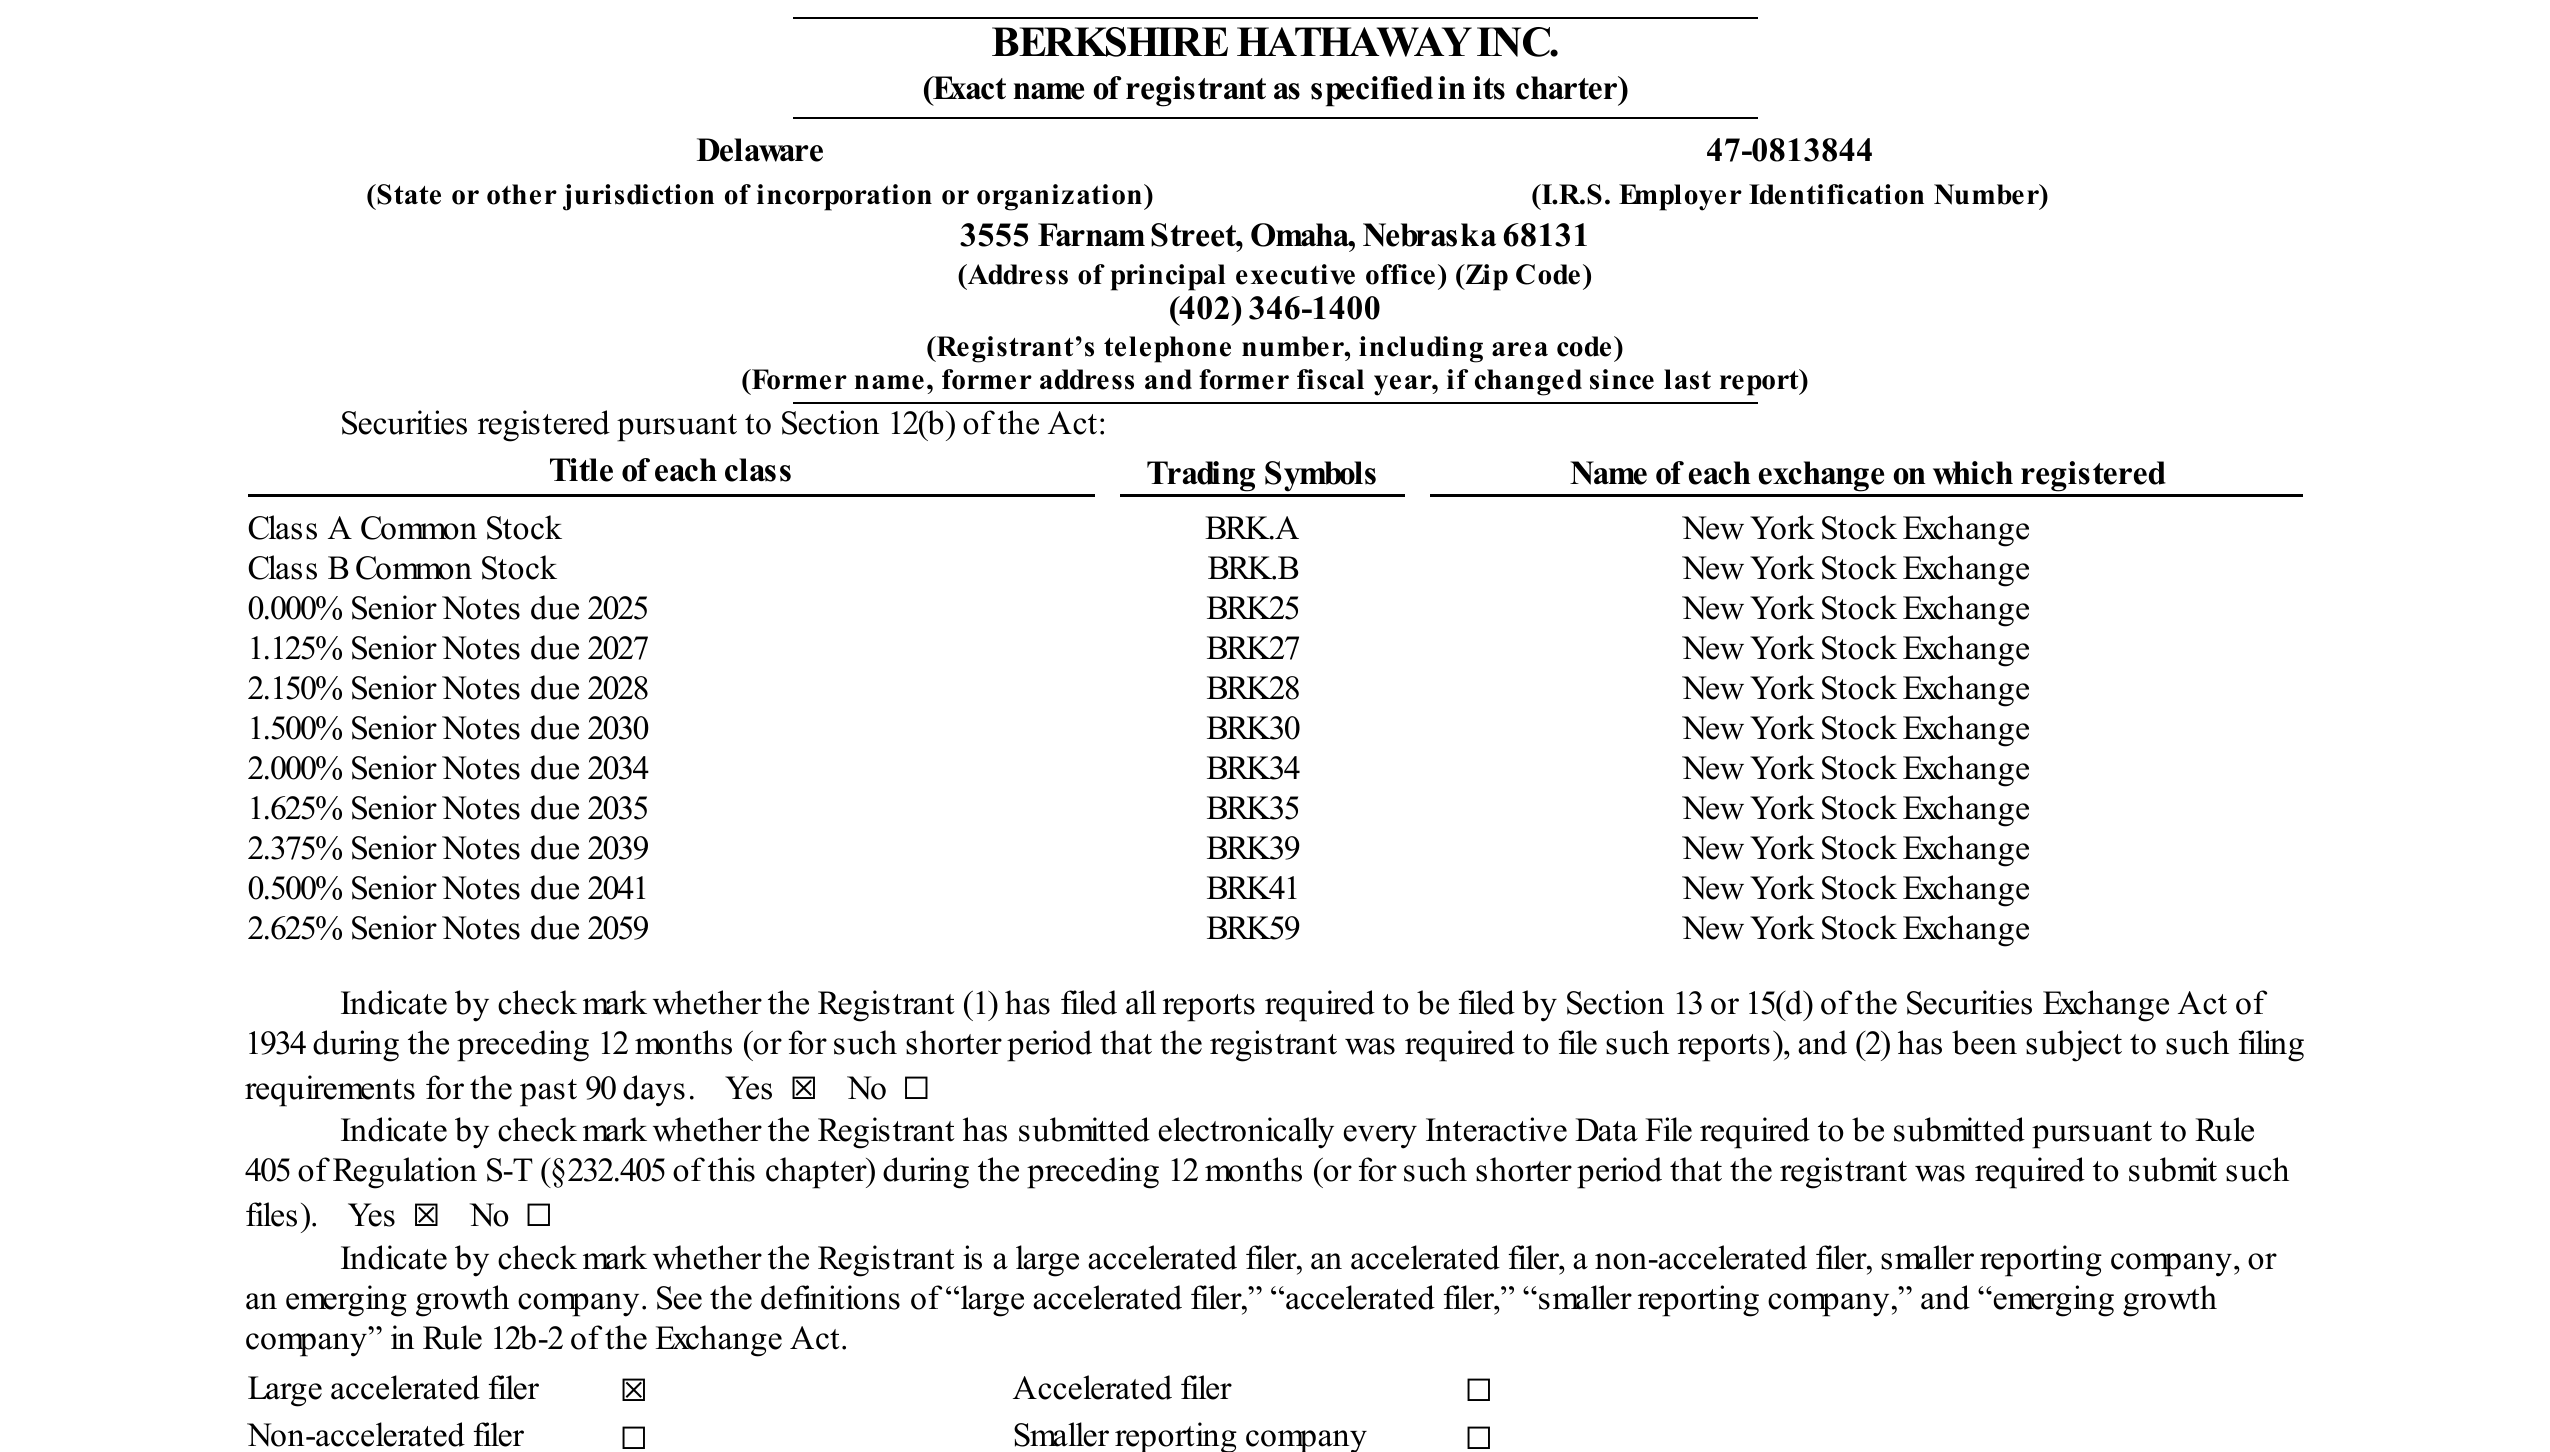 BERKSHIRE HATHAWAY INC.
(Exact name of registrant as specified in its charter)
Delaware 47-0813844
(State or other jurisdiction of incorporation or organization) (I.R.S. Employer Identification Number)
3555 Farnam Street, Omaha, Nebraska 68131
(Address of principal executive office) (Zip Code)
(402) 346-1400
(Registrant’s telephone number, including area code)
(Former name, former address and former fiscal year, if changed since last report)
Securities registered pursuant to Section 12(b) of the Act:
Title of each class Trading Symbols Name of each exchange on which registered
Class A Common Stock BRK.A New York Stock Exchange
Class B Common Stock BRK.B New York Stock Exchange
0.000% Senior Notes due 2025 BRK25 New York Stock Exchange
1.125% Senior Notes due 2027 BRK27 New York Stock Exchange
2.150% Senior Notes due 2028 BRK28 New York Stock Exchange
1.500% Senior Notes due 2030 BRK30 New York Stock Exchange
2.000% Senior Notes due 2034 BRK34 New York Stock Exchange
1.625% Senior Notes due 2035 BRK35 New York Stock Exchange
2.375% Senior Notes due 2039 BRK39 New York Stock Exchange
0.500% Senior Notes due 2041 BRK41 New York Stock Exchange
2.625% Senior Notes due 2059 BRK59 New York Stock Exchange
Indicate by check mark whether the Registrant (1) has filed all reports required to be filed by Section 13 or 15(d) of the Securities Exchange Act of
1934 during the preceding 12 months (or for such shorter period that the registrant was required to file such reports), and (2) has been subject to such filing
requirements for the past 90 days. Yes ☒ No ☐
Indicate by check mark whether the Registrant has submitted electronically every Interactive Data File required to be submitted pursuant to Rule
405 of Regulation S-T (§232.405 of this chapter) during the preceding 12 months (or for such shorter period that the registrant was required to submit such
files). Yes ☒ No ☐
Indicate by check mark whether the Registrant is a large accelerated filer, an accelerated filer, a non-accelerated filer, smaller reporting company, or
an emerging growth company. See the definitions of “large accelerated filer,” “accelerated filer,” “smaller reporting company,” and “emerging growth
company” in Rule 12b-2 of the Exchange Act.
Large accelerated filer ☒ Accelerated filer ☐
Non-accelerated filer ☐ Smaller reporting company ☐